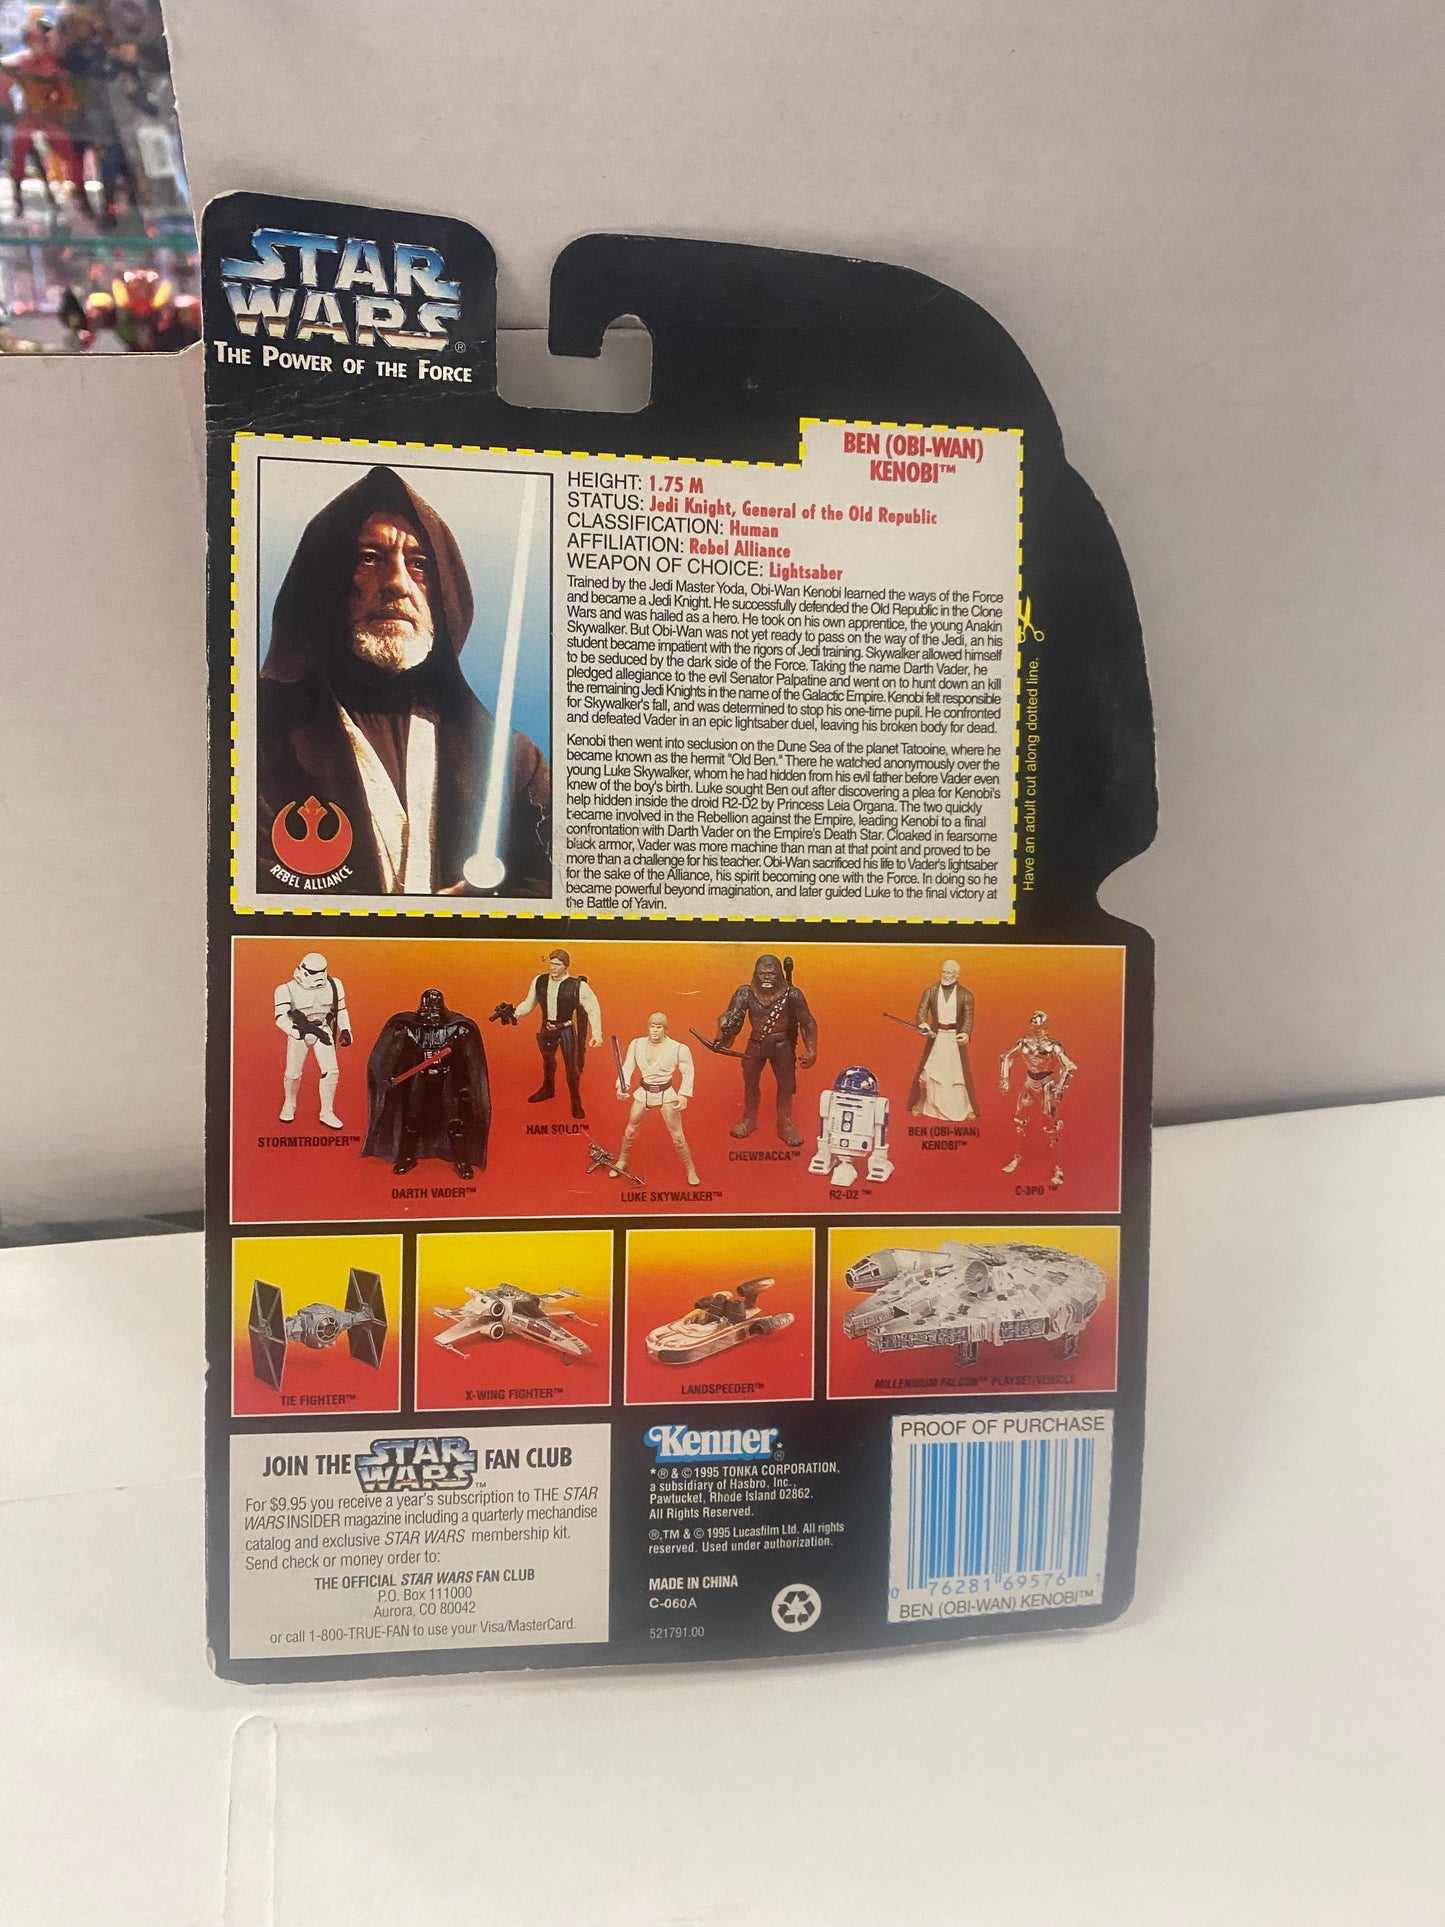 STAR
WARS®
THE POWER OF THE FORCE
BEN (OBI-WAN)
KENOBI™
HEIGHT: 1.75 M
STATUS: Jedi Knight, General of the Old Republic
CLASSIFICATION: Human
AFFILIATION: Rebel Alliance
WEAPON OF CHOICE: Lightsaber
Trained by the Jedi Master Yoda, Obi-Wan Kenobi learned the ways of the Force
and became a Jedi Knight. He successfully defended the Old Republic in the Clone
Wars and was hailed as a hero. He took on his own apprentice, the young Anakin
Skywalker. But Obi-Wan was not yet ready to pass on the way of the Jedi, an his
student became impatient with the rigors of Jedi training. Skywalker allowed himself
to be seduced by the dark side of the Force. Taking the name Darth Vader, he
pledged allegiance to the evil Senator Palpatine and went on to hunt down an kill
the remaining Jedi Knights in the name of the Galactic Empire. Kenobi felt responsible
for Skywalker's fall, and was determined to stop his one-time pupil. He confronted
and defeated Vader in an epic lightsaber duel, leaving his broken body for dead.
Kenobi then went into seclusion on the Dune Sea of the planet Tatooine, where he
became known as the hermit "Old Ben." There he watched anonymously over the
young Luke Skywalker, whom he had hidden from his evil father before Vader even
knew of the boy's birth. Luke sought Ben out after discovering a plea for Kenobi's
help hidden inside the droid R2-D2 by Princess Leia Organa. The two quickly
became involved in the Rebellion against the Empire, leading Kenobi to a final
confrontation with Darth Vader on the Empire's Death Star. Cloaked in fearsome
black armor, Vader was more machine than man at that point and proved to be
more than a challenge for his teacher. Obi-Wan sacrificed his life to Vader's lightsaber
for the sake of the Alliance, his spirit becoming one with the Force. In doing so he
became powerful beyond imagination, and later guided Luke to the final victory at
the Battle of Yavin.
REBEL ALLIANCE
Have an adult cut along dotted line.
STORMTROOPER™
DARTH VADER™
HAN SOLO™
LUKE SKYWALKER™
CHEWBACCA™
R2-D2™
BEN (OBI-WAN)
KENOBI™
C-3PO™
TIE FIGHTER™
X-WING FIGHTER™
LANDSPEEDER™
MILLENNIUM FALCON™ PLAYSET/VEHICLE
JOIN THE STAR WARS™ FAN CLUB
For $9.95 you receive a year's subscription to THE STAR
WARS INSIDER magazine including a quarterly mechandise
catalog and exclusive STAR WARS membership kit.
Send check or money order to:
THE OFFICIAL STAR WARS FAN CLUB
P.O. Box 111000
Aurora, CO 80042
or call 1-800-TRUE-FAN to use your Visa/MasterCard.
Kenner®*
*® & © 1995 TONKA CORPORATION,
a subsidiary of Hasbro, Inc.,
Pawtucket, Rhode Island 02862.
All Rights Reserved.
®,TM & © 1995 Lucasfilm Ltd. All rights
reserved. Used under authorization.
MADE IN CHINA
C-060A
521791.00
PROOF OF PURCHASE
0 76281 69576 1
BEN (OBI-WAN) KENOBI™